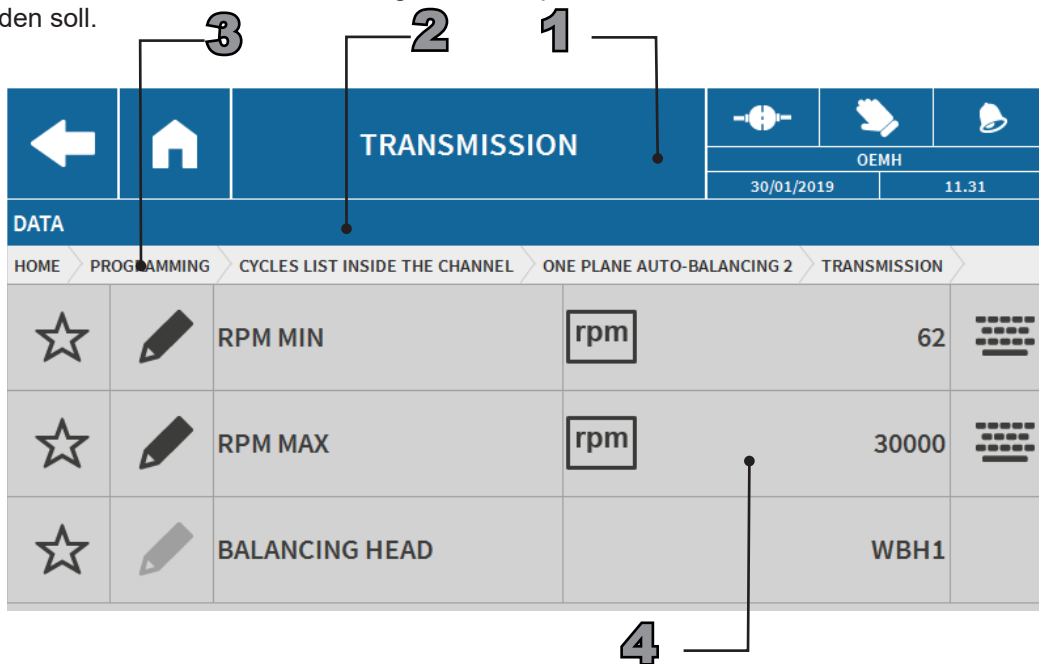 den soll.
3 2 1
TRANSMISSION
OEMH
30/01/2019 11.31
DATA
HOME PROGRAMMING CYCLES LIST INSIDE THE CHANNEL ONE PLANE AUTO-BALANCING 2 TRANSMISSION
RPM MIN rpm 62
RPM MAX rpm 30000
BALANCING HEAD WBH1
4